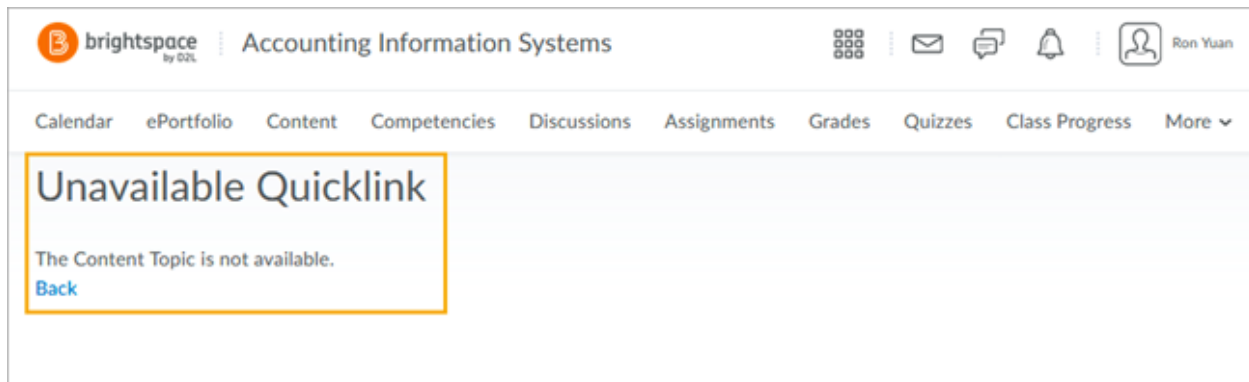 brightspace
by D2L
Accounting Information Systems
Ron Yuan
Calendar ePortfolio Content Competencies Discussions Assignments Grades Quizzes Class Progress More
Unavailable Quicklink
The Content Topic is not available.
Back